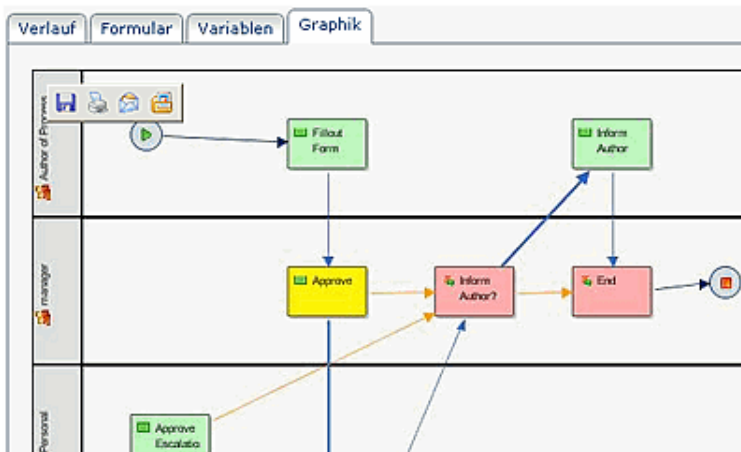 Verlauf
Formular
Variablen
Graphik
Author of Process
Fillout
Form
Inform
Author
manager
Approve
Inform
Author?
End
Personal
Approve
Escalatio